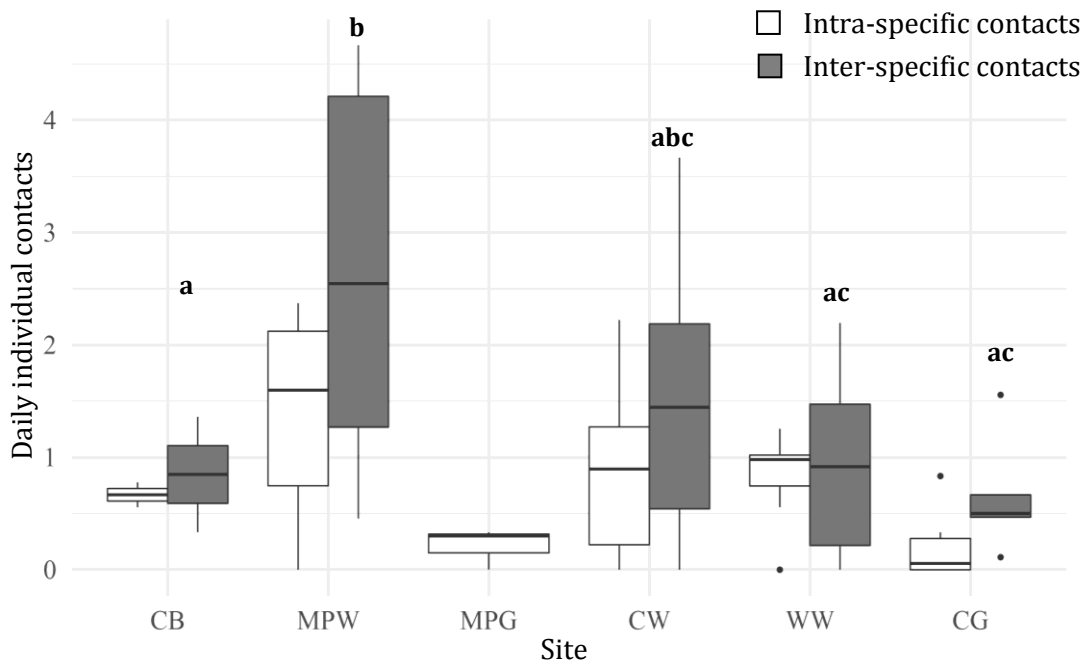 Intra-specific contacts
Inter-specific contacts
b
abc
a
ac
ac
Daily individual contacts
4
3
2
1
0
CB MPW MPG CW WW CG
Site